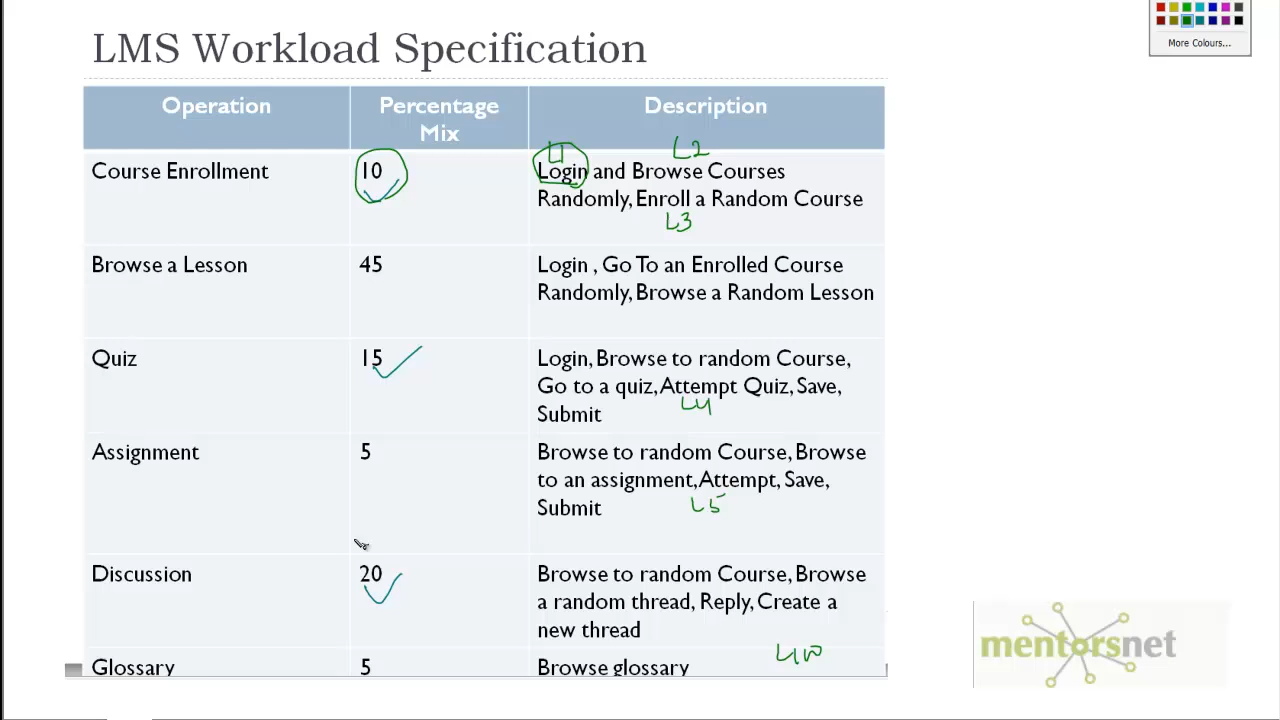 LMS Workload Specification
More Colours...
Operation
Percentage
Mix
Description
Course Enrollment
10
L1
L2
Login and Browse Courses
Randomly, Enroll a Random Course
L3
Browse a Lesson
45
Login , Go To an Enrolled Course
Randomly, Browse a Random Lesson
Quiz
15
Login, Browse to random Course,
Go to a quiz, Attempt Quiz, Save,
L4
Submit
Assignment
5
Browse to random Course, Browse
to an assignment, Attempt, Save,
Submit
L5
Discussion
20
Browse to random Course, Browse
a random thread, Reply, Create a
new thread
Glossary
5
Browse glossary
mentorsnet